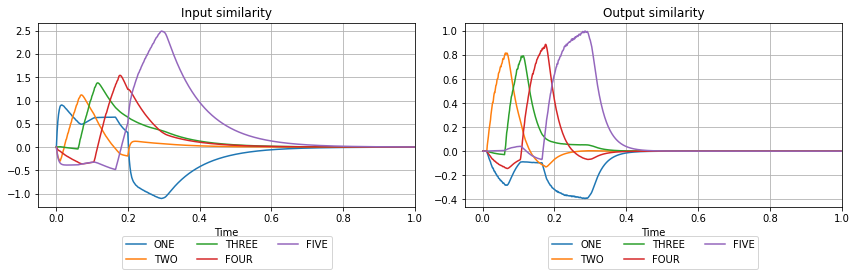 Input similarity
2.5
2.0
1.5
1.0
0.5
0.0
−0.5
−1.0
0.0 0.2 0.4 0.6 0.8 1.0
Time
ONE THREE FIVE
TWO FOUR
Output similarity
1.0
0.8
0.6
0.4
0.2
0.0
−0.2
−0.4
0.0 0.2 0.4 0.6 0.8 1.0
Time
ONE THREE FIVE
TWO FOUR